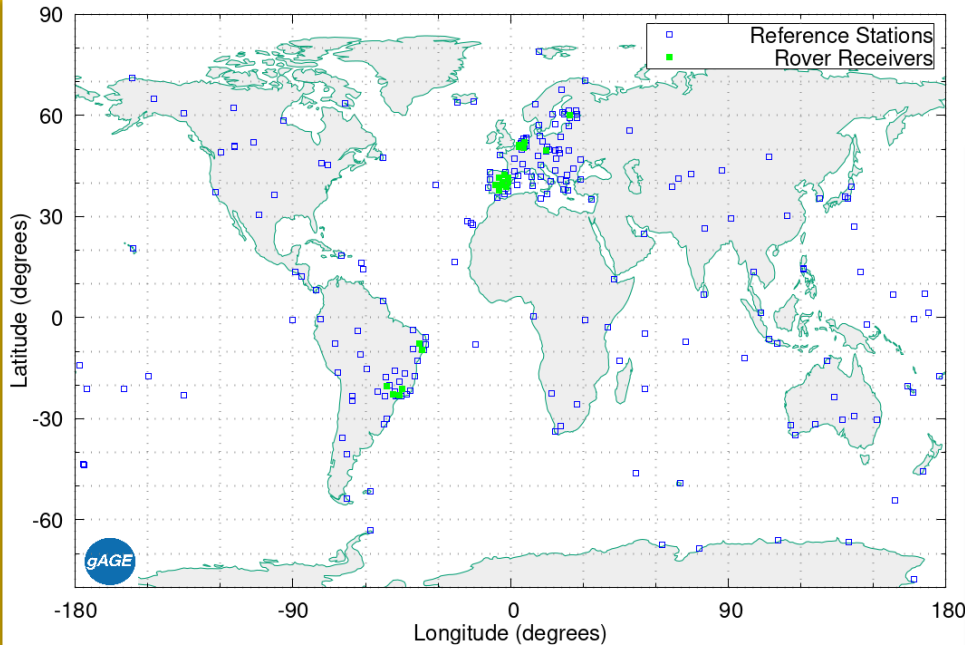 90
60
30
0
-30
-60
-180
-90
0
90
180
Latitude (degrees)
Longitude (degrees)
Reference Stations
Rover Receivers
gAGE